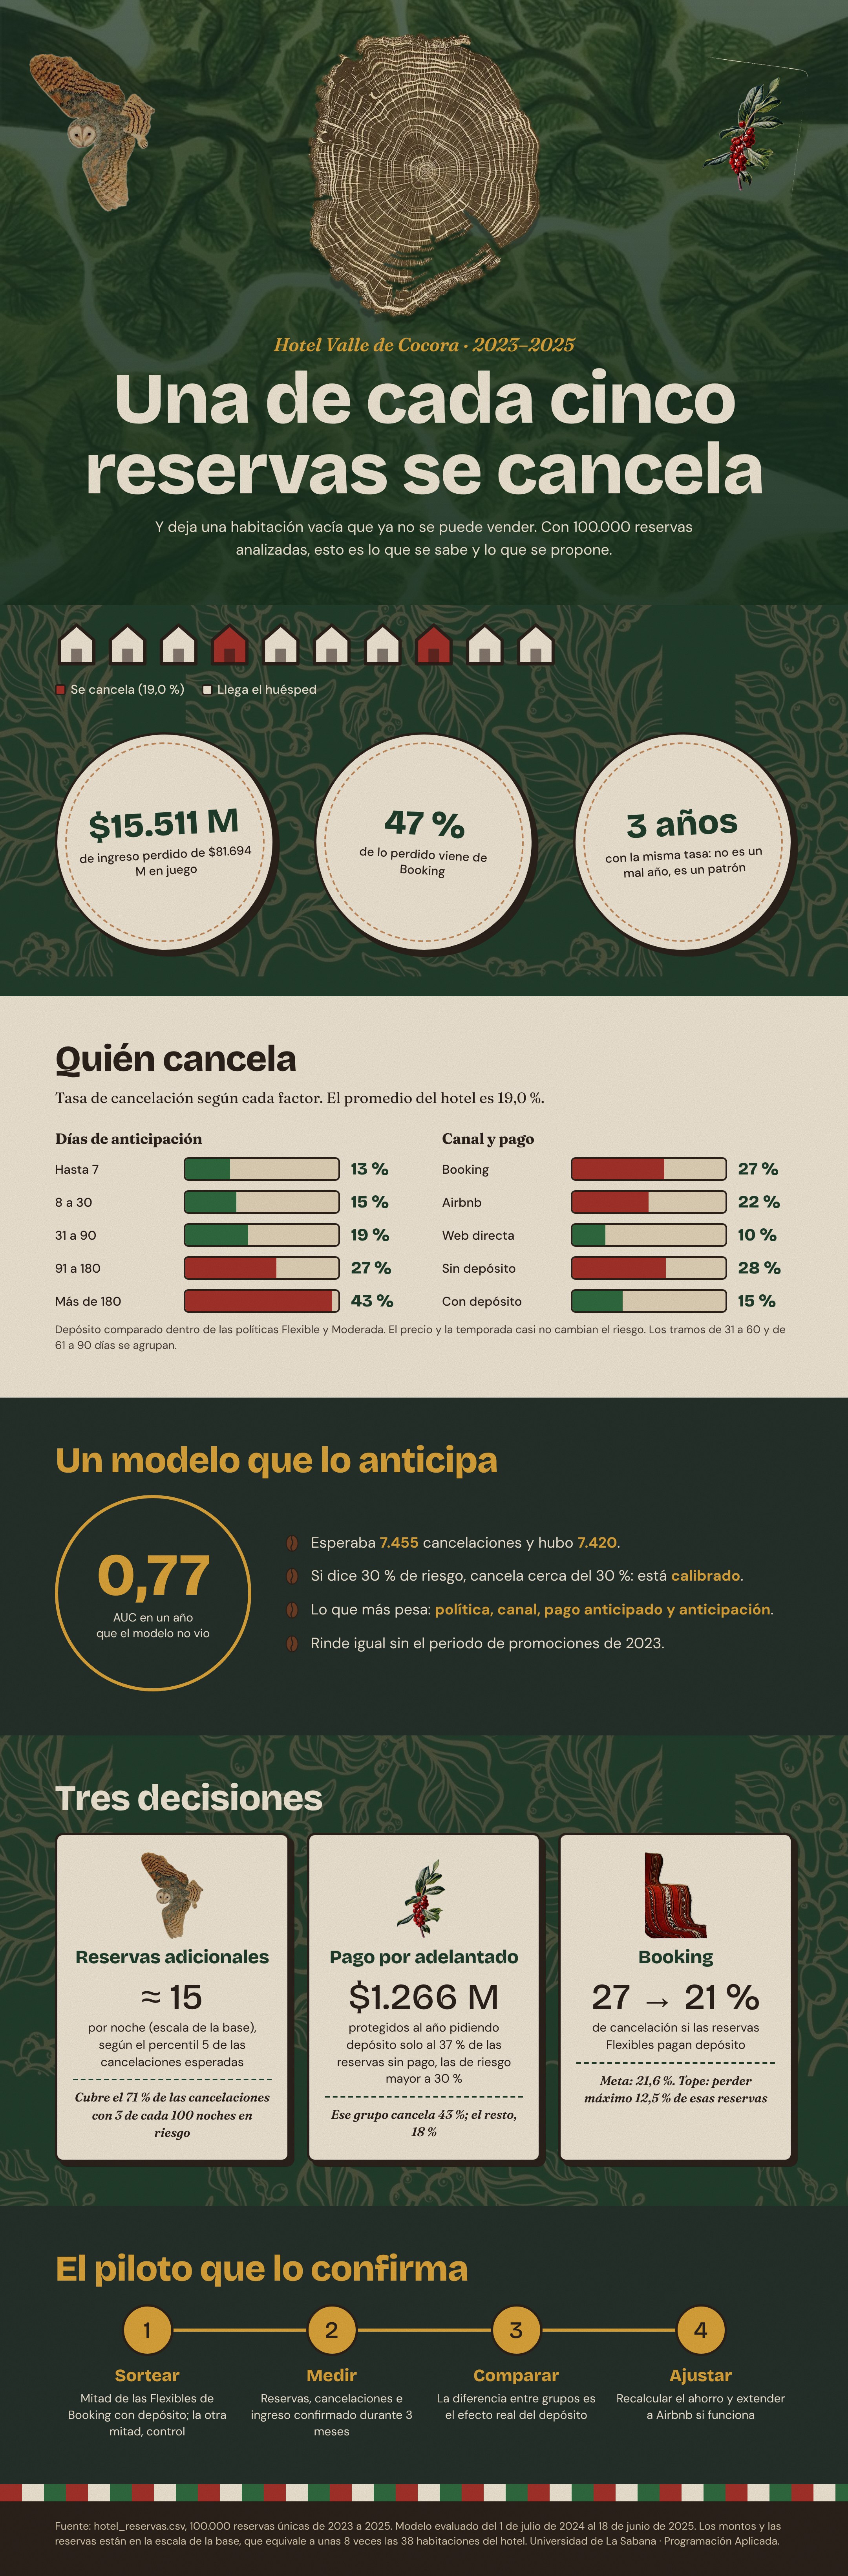 Hotel Valle de Cocora · 2023–2025
Una de cada cinco
reservas se cancela
Y deja una habitación vacía que ya no se puede vender. Con 100.000 reservas
analizadas, esto es lo que se sabe y lo que se propone.
Se cancela (19,0 %)
Llega el huésped
$15.511 M
de ingreso perdido de $81.694
M en juego
47 %
de lo perdido viene de
Booking
3 años
con la misma tasa: no es un
mal año, es un patrón
Quién cancela
Tasa de cancelación según cada factor. El promedio del hotel es 19,0 %.
Días de anticipación
Hasta 7 13 %
8 a 30 15 %
31 a 90 19 %
91 a 180 27 %
Más de 180 43 %
Canal y pago
Booking 27 %
Airbnb 22 %
Web directa 10 %
Sin depósito 28 %
Con depósito 15 %
Depósito comparado dentro de las políticas Flexible y Moderada. El precio y la temporada casi no cambian el riesgo. Los tramos de 31 a 60 y de
61 a 90 días se agrupan.
Un modelo que lo anticipa
0,77
AUC en un año
que el modelo no vio
Esperaba 7.455 cancelaciones y hubo 7.420.
Si dice 30 % de riesgo, cancela cerca del 30 %: está calibrado.
Lo que más pesa: política, canal, pago anticipado y anticipación.
Rinde igual sin el periodo de promociones de 2023.
Tres decisiones
Reservas adicionales
≈ 15
por noche (escala de la base),
según el percentil 5 de las
cancelaciones esperadas
Cubre el 71 % de las cancelaciones
con 3 de cada 100 noches en
riesgo
Pago por adelantado
$1.266 M
protegidos al año pidiendo
depósito solo al 37 % de las
reservas sin pago, las de riesgo
mayor a 30 %
Ese grupo cancela 43 %; el resto,
18 %
Booking
27 → 21 %
de cancelación si las reservas
Flexibles pagan depósito
Meta: 21,6 %. Tope: perder
máximo 12,5 % de esas reservas
El piloto que lo confirma
1
Sortear
Mitad de las Flexibles de
Booking con depósito; la otra
mitad, control
2
Medir
Reservas, cancelaciones e
ingreso confirmado durante 3
meses
3
Comparar
La diferencia entre grupos es
el efecto real del depósito
4
Ajustar
Recalcular el ahorro y extender
a Airbnb si funciona
Fuente: hotel_reservas.csv, 100.000 reservas únicas de 2023 a 2025. Modelo evaluado del 1 de julio de 2024 al 18 de junio de 2025. Los montos y las
reservas están en la escala de la base, que equivale a unas 8 veces las 38 habitaciones del hotel. Universidad de La Sabana · Programación Aplicada.